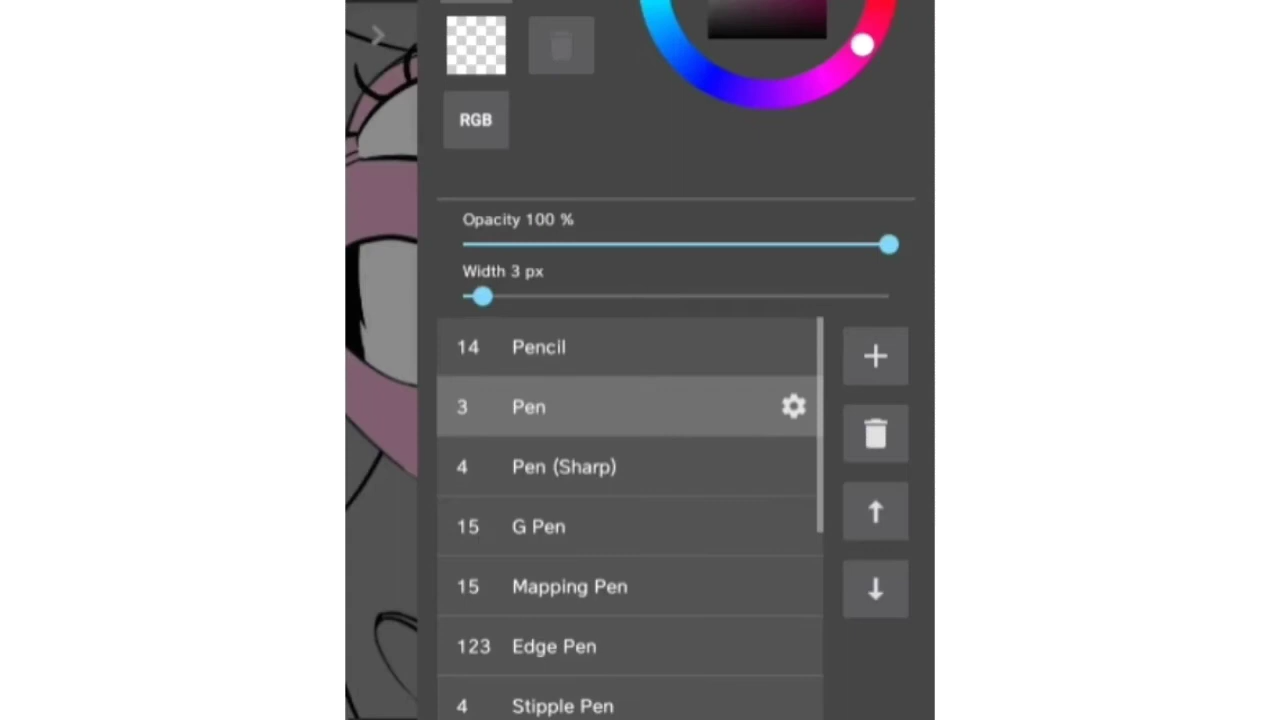 RGB
Opacity 100 %
Width 3 px
14 Pencil
3 Pen
4 Pen (Sharp)
15 G Pen
15 Mapping Pen
123 Edge Pen
4 Stipple Pen